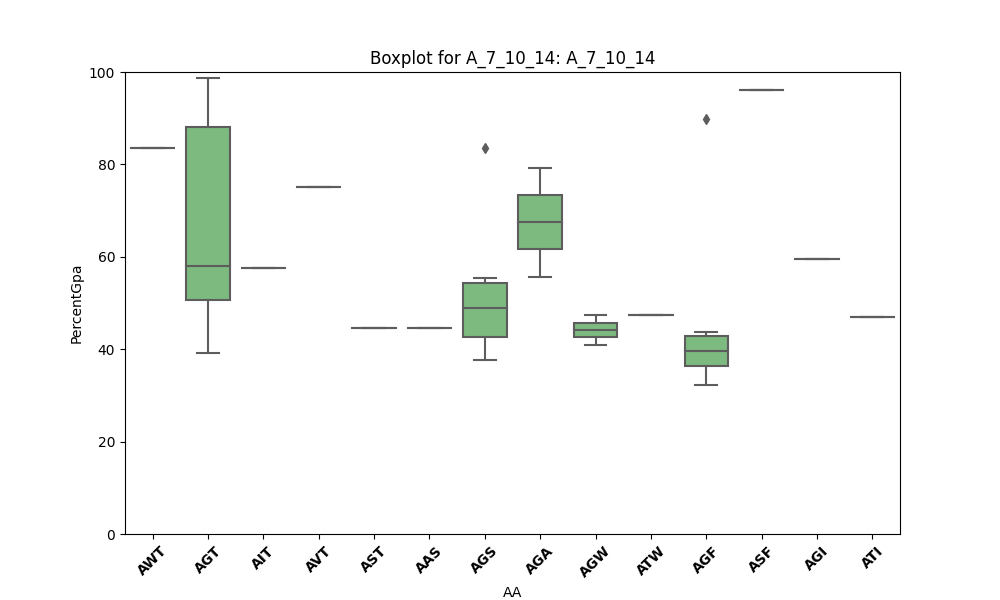 Boxplot for A_7_10_14: A_7_10_14
PercentGpa
100
80
60
40
20
0
AWT AGT AIT AVT AST AAS AGS AGA AGW ATW AGF ASF AGI ATI
AA